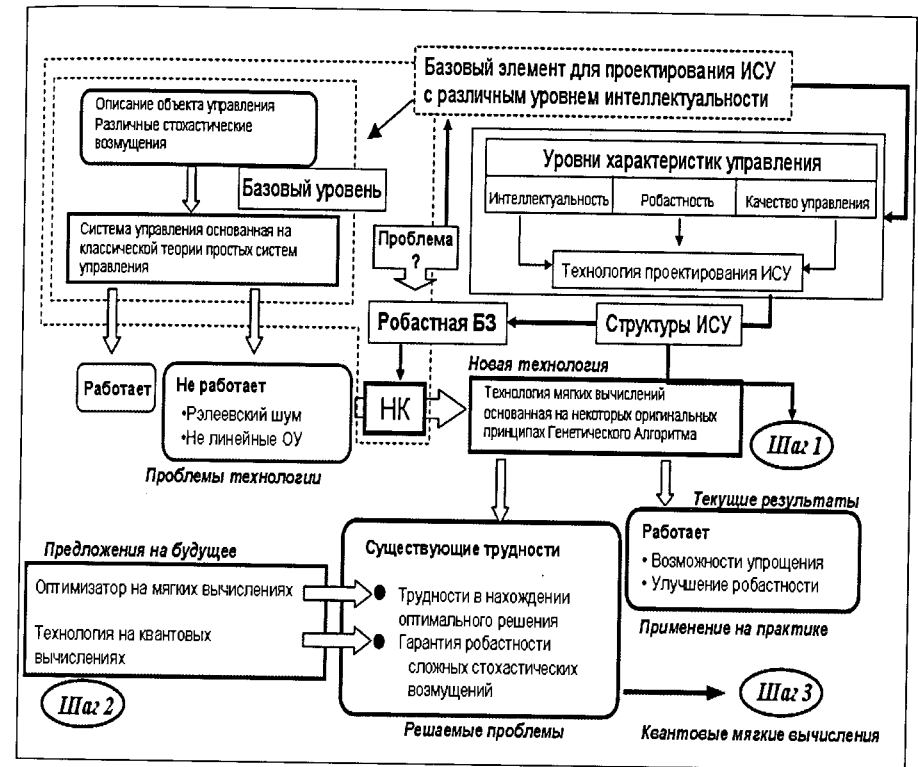 Базовый элемент для проектирования ИСУ
с различным уровнем интеллектуальности
Описание объекта управления
Различные стохастические
возмущения
Базовый уровень
Система управления основанная на
классической теории простых систем
управления
Уровни характеристик управления
Интеллектуальность
Робастность
Качество управления
Технология проектирования ИСУ
Проблема
?
Робастная БЗ
Структуры ИСУ
Работает
Не работает
•Рэлеевский шум
•Не линейные ОУ
Проблемы технологии
НК
Новая технология
Технология мягких вычислений
основанная на некоторых оригинальных
принципах Генетического Алгоритма
Шаг 1
Текущие результаты
Работает
• Возможности упрощения
• Улучшение робастности
Применение на практике
Предложения на будущее
Оптимизатор на мягких вычислениях
Технология на квантовых
вычислениях
Шаг 2
Существующие трудности
● Трудности в нахождении
оптимального решения
● Гарантия робастности
сложных стохастических
возмущений
Решаемые проблемы
Шаг 3
Квантовые мягкие вычисления